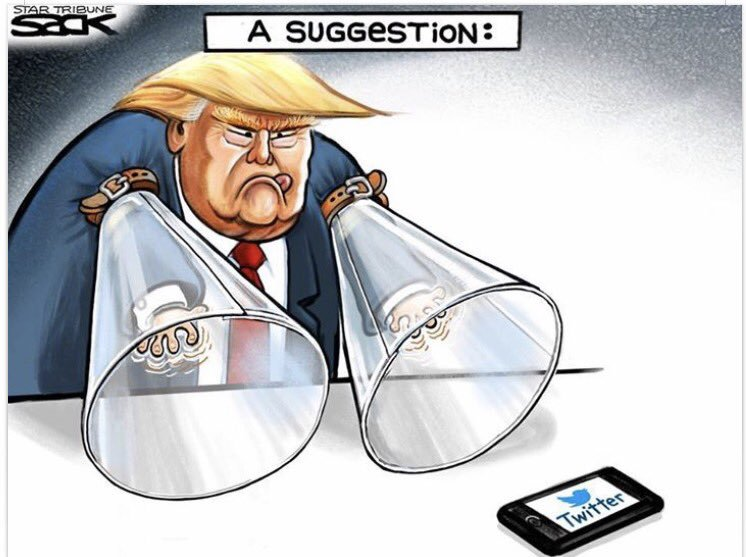 STAR TRIBUNE
SACK
A SUGGESTION:
Twitter